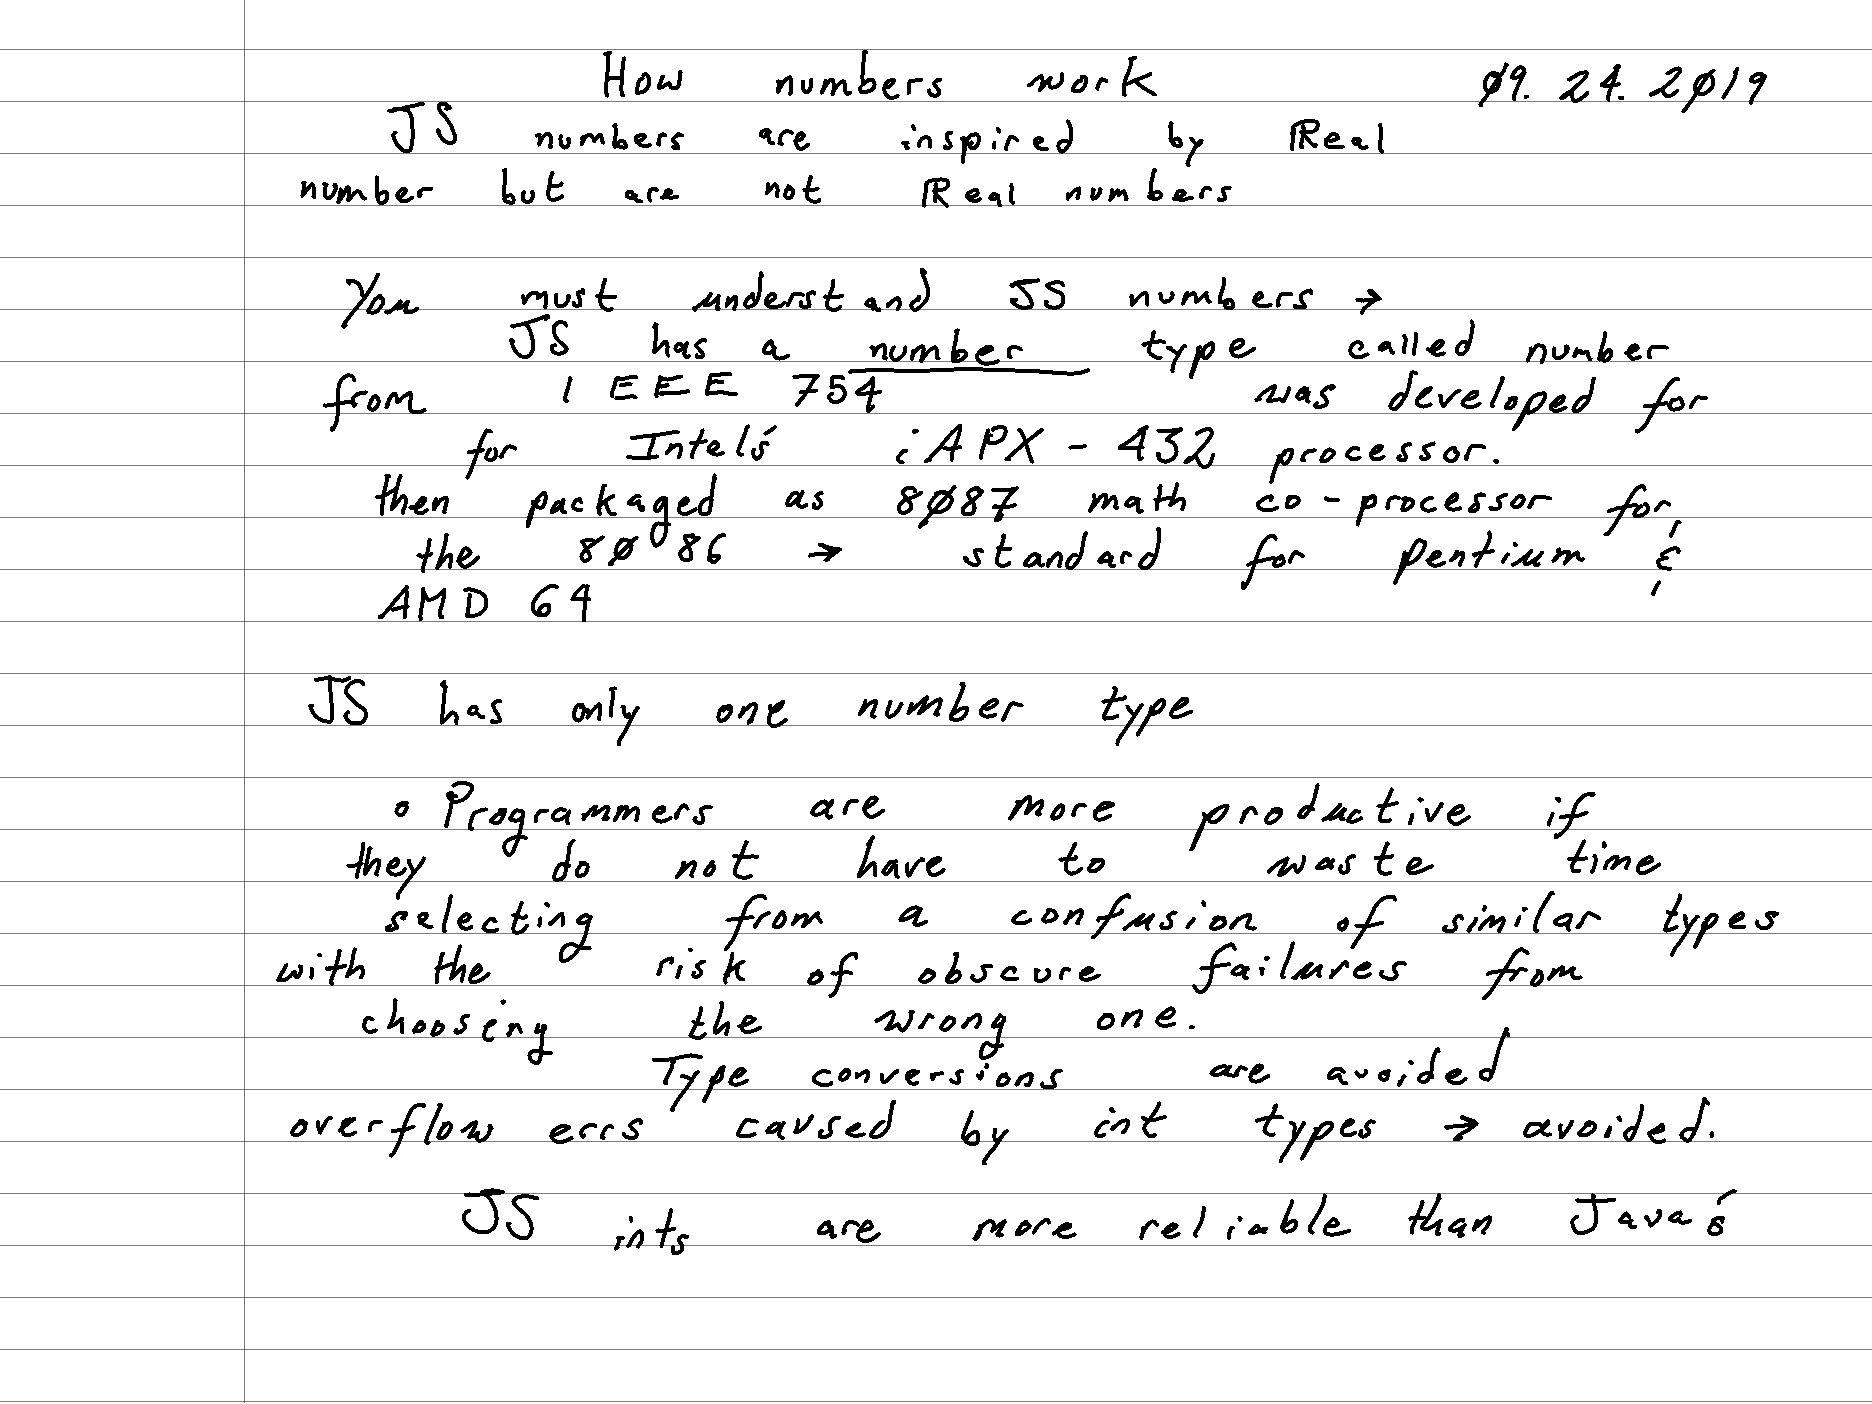 How numbers work 09. 24. 2019
JS numbers are inspired by Real
number but are not Real numbers
You must understand JS numbers →
JS has a number type called number
from IEEE 754 was developed for
for Intel's iAPX - 432 processor.
then packaged as 8087 math co-processor for
the 8086 → standard for pentium &
AMD 64
JS has only one number type
◦ Programmers are more productive if
they do not have to waste time
selecting from a confusion of similar types
with the risk of obscure failures from
choosing the wrong one.
Type conversions are avoided
overflow errs caused by int types → avoided.
JS ints are more reliable than Java's